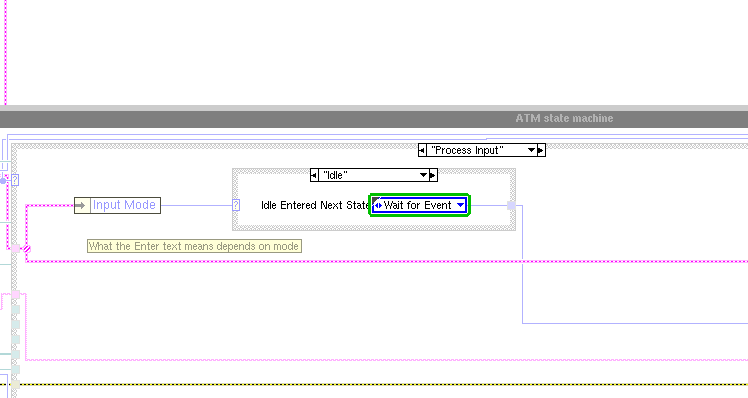 ATM state machine
"Process Input"
"Idle"
?
Input Mode
?
Idle Entered Next State
Wait for Event
What the Enter text means depends on mode